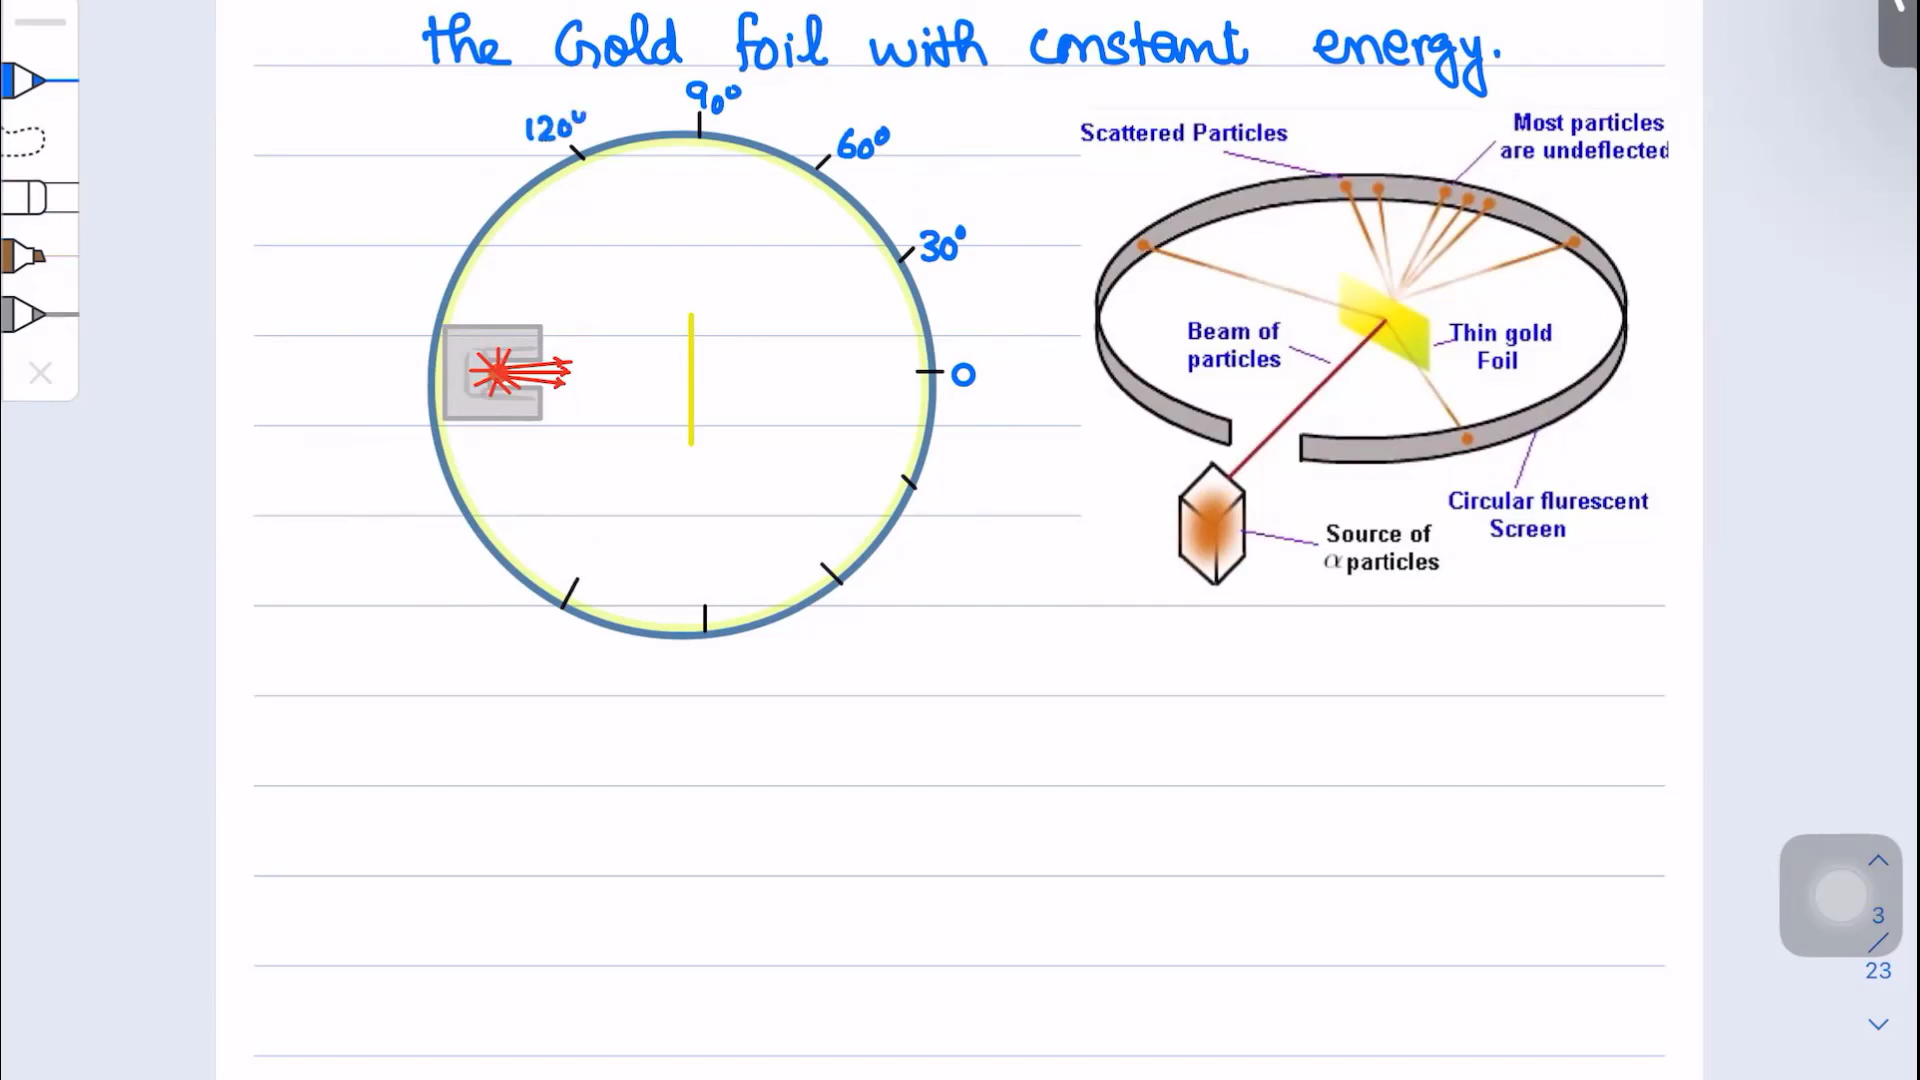 the Gold foil with constant energy.
90°
120°
60°
30°
0
Scattered Particles
Most particles
are undeflected
Beam of
particles
Thin gold
Foil
Circular flurescent
Screen
Source of
α particles
3
/
23